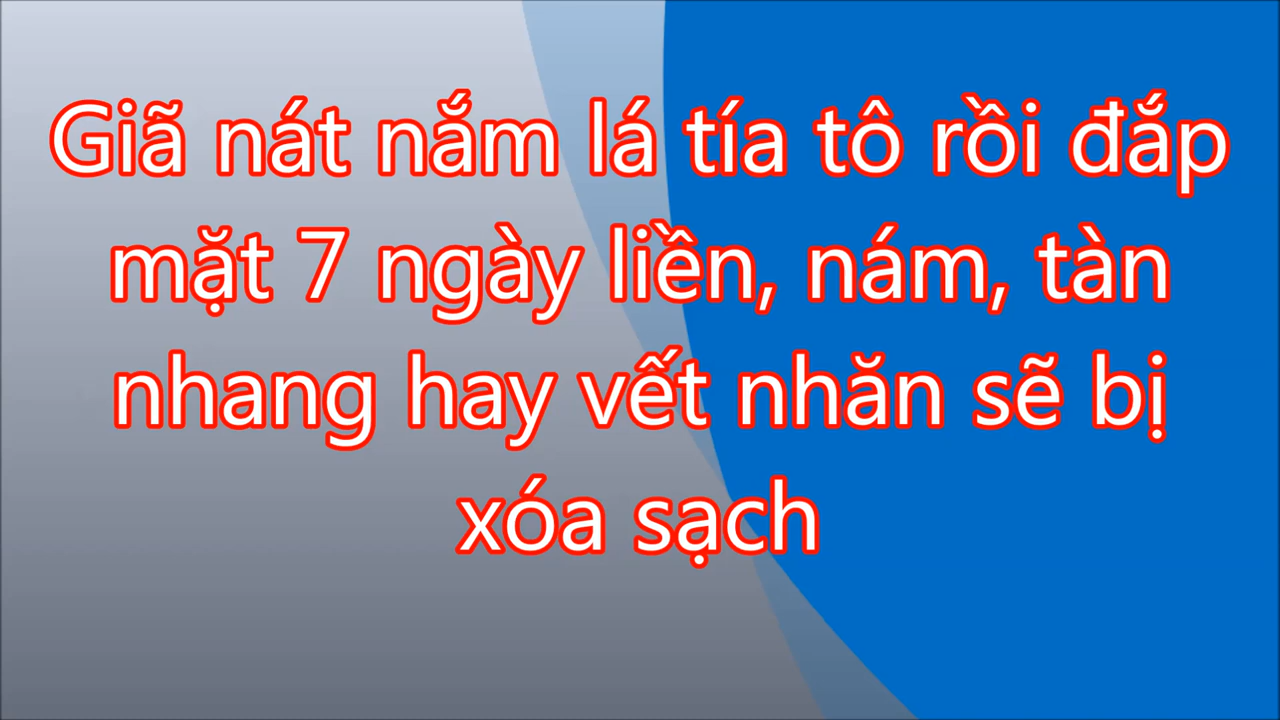 Giã nát nắm lá tía tô rồi đắp
mặt 7 ngày liền, nám, tàn
nhang hay vết nhăn sẽ bị
xóa sạch